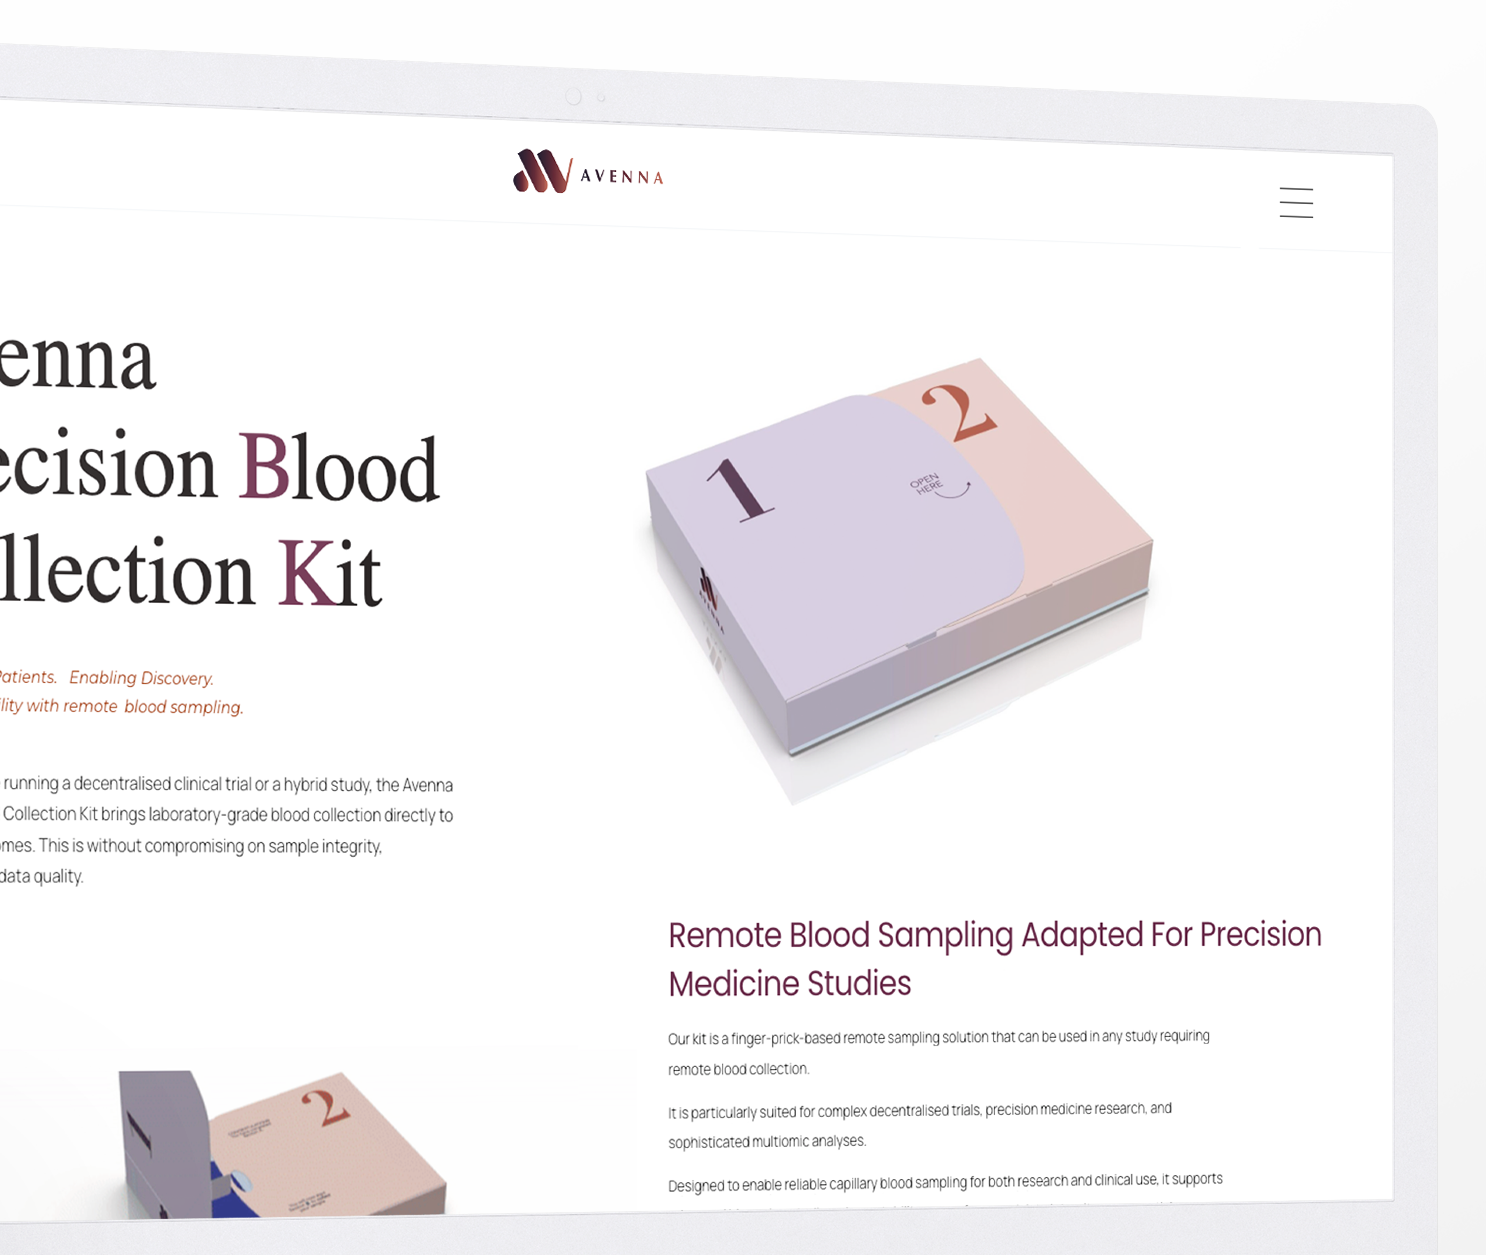 AVENNA
enna
ecision Blood
llection Kit
Patients. Enabling Discovery.
ility with remote blood sampling.
running a decentralised clinical trial or a hybrid study, the Avenna
Collection Kit brings laboratory-grade blood collection directly to
omes. This is without compromising on sample integrity,
data quality.
1
2
OPEN
HERE
AVENNA
Remote Blood Sampling Adapted For Precision
Medicine Studies
Our kit is a finger-prick-based remote sampling solution that can be used in any study requiring
remote blood collection.
It is particularly suited for complex decentralised trials, precision medicine research, and
sophisticated multiomic analyses.
Designed to enable reliable capillary blood sampling for both research and clinical use, it supports
1
2